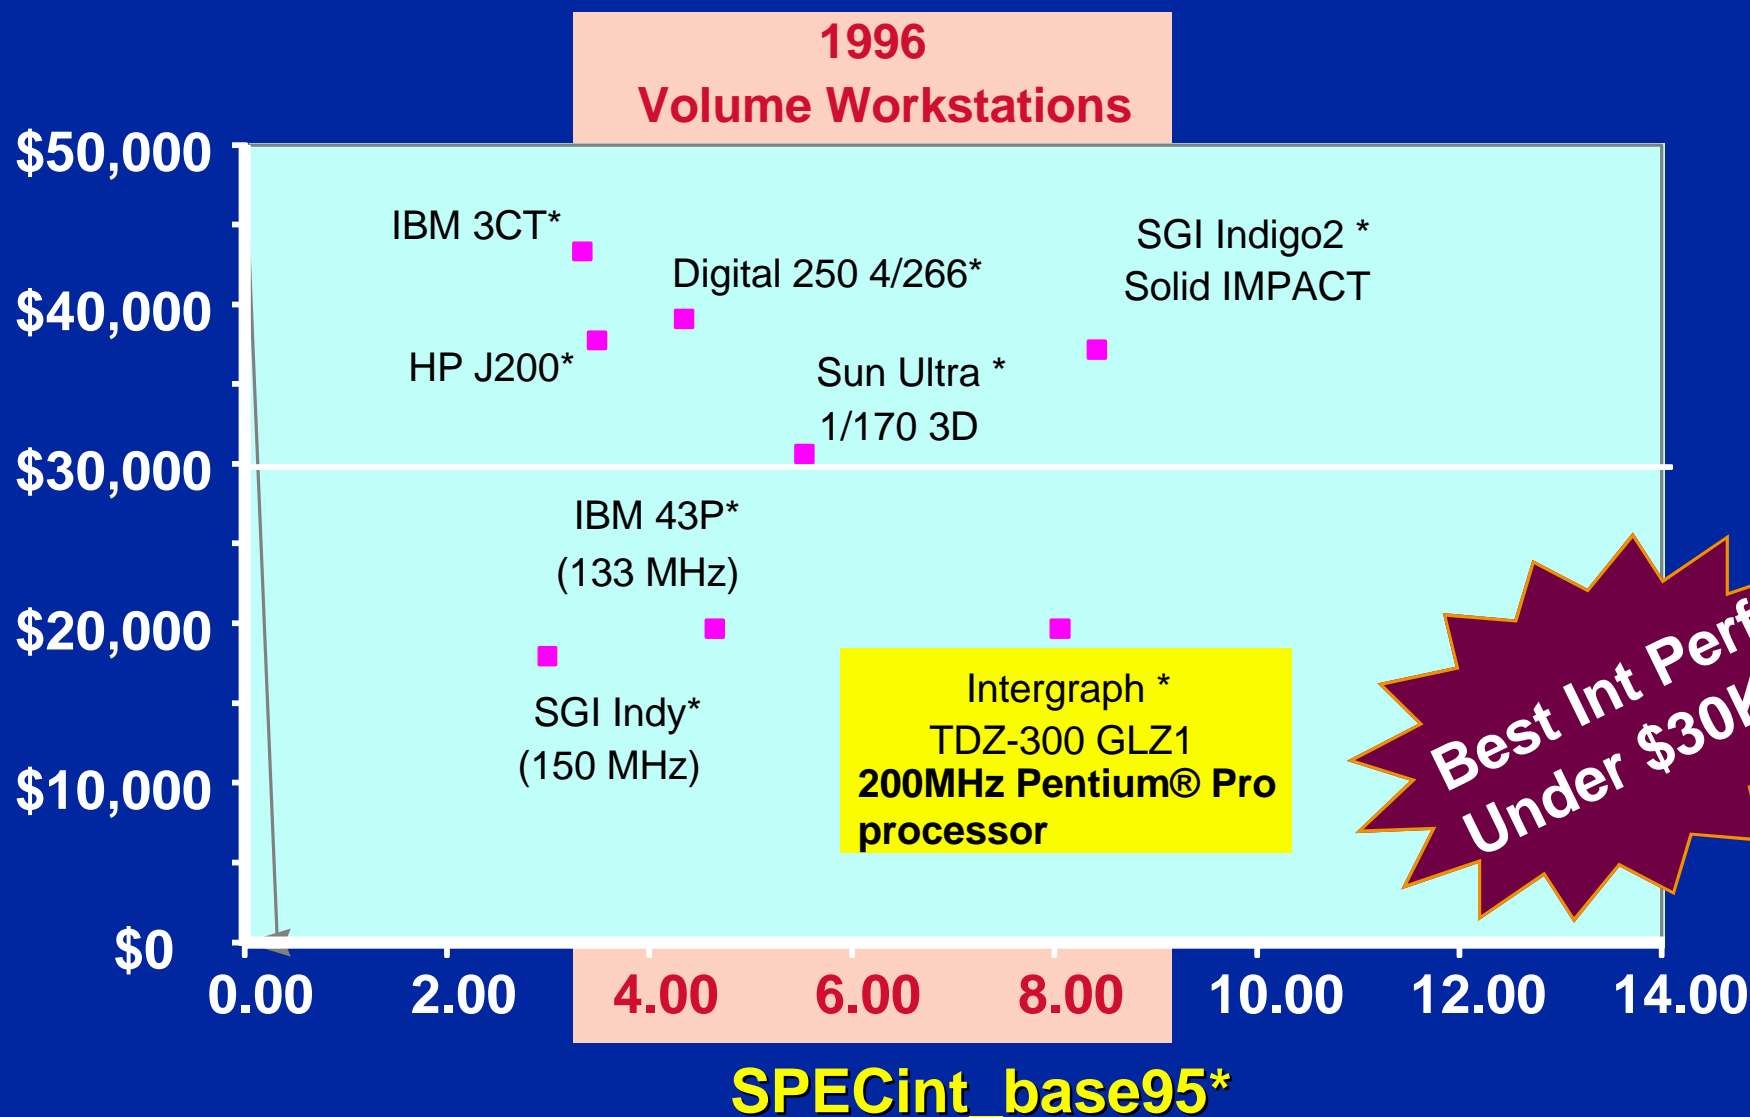 1996
Volume Workstations
$50,000
$40,000
$30,000
$20,000
$10,000
$0
IBM 3CT*
Digital 250 4/266*
SGI Indigo2 *
Solid IMPACT
HP J200*
Sun Ultra *
1/170 3D
IBM 43P*
(133 MHz)
SGI Indy*
(150 MHz)
Intergraph *
TDZ-300 GLZ1
200MHz Pentium® Pro
processor
Best Int Perf
Under $30K
0.00 2.00 4.00 6.00 8.00 10.00 12.00 14.00
SPECint_base95*